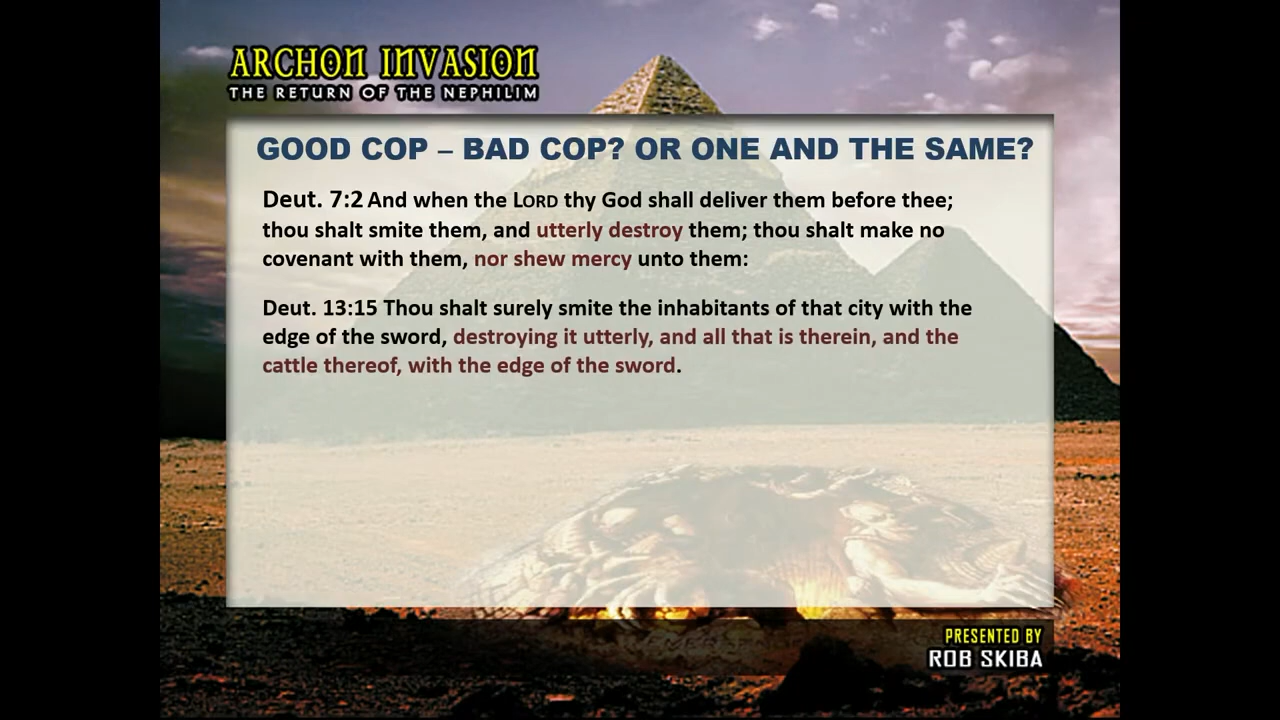 ARCHON INVASION
THE RETURN OF THE NEPHILIM
GOOD COP – BAD COP? OR ONE AND THE SAME?
Deut. 7:2 And when the LORD thy God shall deliver them before thee;
thou shalt smite them, and utterly destroy them; thou shalt make no
covenant with them, nor shew mercy unto them:
Deut. 13:15 Thou shalt surely smite the inhabitants of that city with the
edge of the sword, destroying it utterly, and all that is therein, and the
cattle thereof, with the edge of the sword.
PRESENTED BY
ROB SKIBA